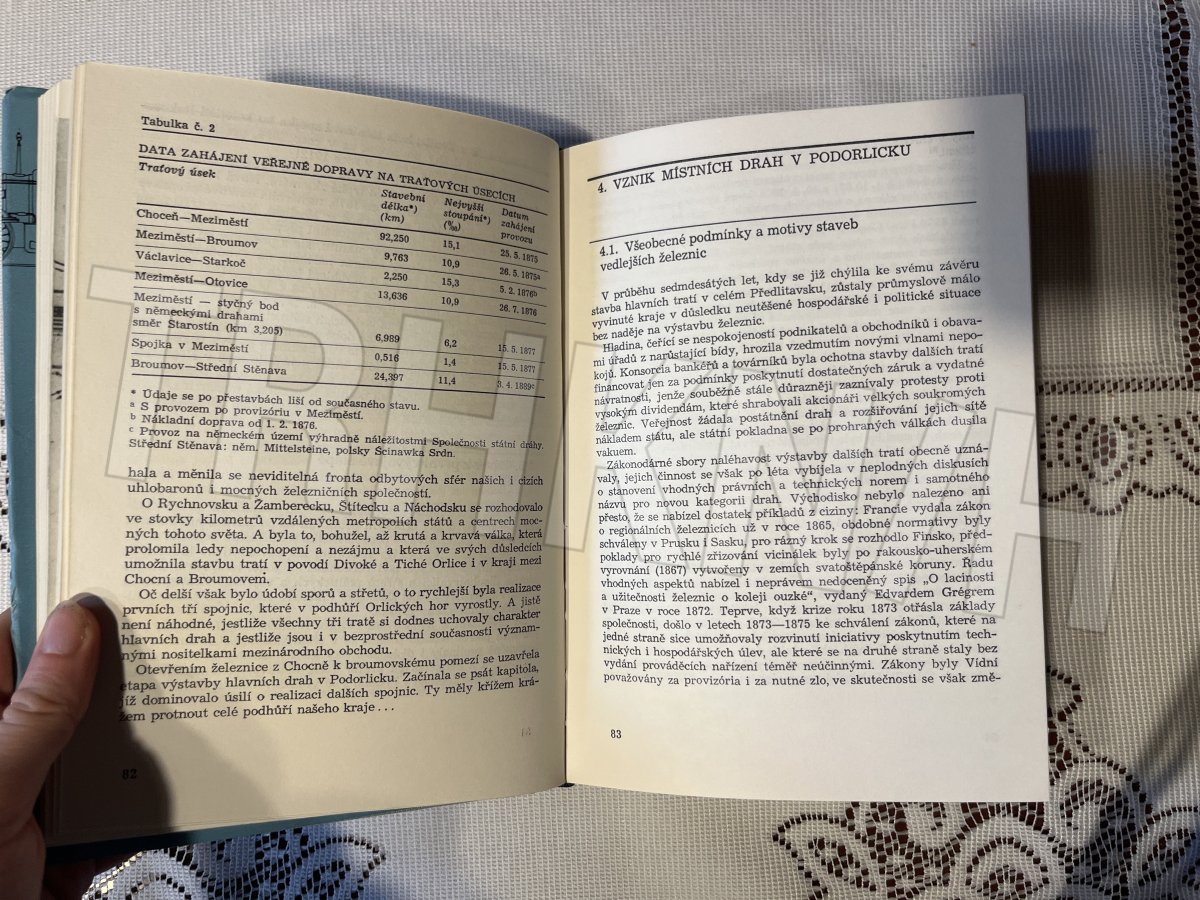 Tabulka č. 2
DATA ZAHÁJENÍ VEŘEJNÉ DOPRAVY NA TRAŤOVÝCH ÚSECÍCH
Traťový úsek Stavební délka*) (km) Nejvyšší stoupání*) (‰) Datum zahájení provozu
Choceň—Meziměstí 92,250 15,1 25. 5. 1875
Meziměstí—Broumov 9,763 10,9 26. 5. 1875a
Václavice—Starkoč 2,250 15,3 5. 2. 1876b
Meziměstí—Otovice 13,636 10,9 26. 7. 1876
Meziměstí — styčný bod
s německými drahami
směr Starostín (km 3,205) 6,989 6,2 15. 5. 1877
Spojka v Meziměstí 0,516 1,4 15. 5. 1877
Broumov—Střední Stěnava 24,397 11,4 3. 4. 1889c
* Údaje se po přestavbách liší od současného stavu.
a S provozem po provizóriu v Meziměstí.
b Nákladní doprava od 1. 2. 1876.
c Provoz na německém území výhradně náležitostmi Společnosti státní dráhy.
Střední Stěnava: něm. Mittelsteine, polsky Scinawka Srdn.
hala a měnila se neviditelná fronta odbytových sfér našich i cizích
uhlobaronů i mocných železničních společností.
O Rychnovsku a Žamberecku, Štítecku a Náchodsku se rozhodovalo
ve stovky kilometrů vzdálených metropolích států a centrech moc-
ných tohoto světa. A byla to, bohužel, až krutá a krvavá válka, která
prolomila ledy nepochopení a nezájmu a která ve svých důsledcích
umožnila stavbu tratí v povodí Divoké a Tiché Orlice i v kraji mezi
Chocní a Broumovem.
Oč delší však bylo údobí sporů a střetů, o to rychlejší byla realizace
prvních tří spojnic, které v podhůří Orlických hor vyrostly. A jistě
není náhodné, jestliže všechny tři tratě si dodnes uchovaly charakter
hlavních drah a jestliže jsou i v bezprostřední současnosti význam-
nými nositelkami mezinárodního obchodu.
Otevřením železnice z Chocně k broumovskému pomezí se uzavřela
etapa výstavby hlavních drah v Podorlicku. Začínala se psát kapitola,
jíž dominovalo úsilí o realizaci dalších spojnic. Ty měly křížem krá-
žem protnout celé podhůří našeho kraje . . .
82
4. VZNIK MÍSTNÍCH DRAH V PODORLICKU
4.1. Všeobecné podmínky a motivy staveb
vedlejších železnic
V průběhu sedmdesátých let, kdy se již chýlila ke svému závěru
stavba hlavních tratí v celém Předlitavsku, zůstaly průmyslově málo
vyvinuté kraje v důsledku neutěšené hospodářské i politické situace
bez naděje na výstavbu železnic.
Hladina, čeřící se nespokojeností podnikatelů a obchodníků i obava-
mi úřadů z narůstající bídy, hrozila vzedmutím novými vlnami nepo-
kojů. Konsorcia bankéřů a továrníků byla ochotna stavby dalších tratí
financovat jen za podmínky poskytnutí dostatečných záruk a vydatné
návratnosti, jenže souběžně stále důrazněji zaznívaly protesty proti
vysokým dividendám, které shrabovali akcionáři velkých soukromých
železnic. Veřejnost žádala postátnění drah a rozšiřování jejich sítě
nákladem státu, ale státní pokladna se po prohraných válkách dusila
vakuem.
Zákonodárné sbory naléhavost výstavby dalších tratí obecně uzná-
valy, jejich činnost se však po léta vybíjela v neplodných diskusích
o stanovení vhodných právních a technických norem i samotného
názvu pro novou kategorii drah. Východisko nebylo nalezeno ani
přesto, že se nabízel dostatek příkladů z ciziny: Francie vydala zákon
o regionálních železnicích už v roce 1865, obdobné normativy byly
schváleny v Prusku i Sasku, pro rázný krok se rozhodlo Finsko, před-
poklady pro rychlé zřizování vicinálek byly po rakousko-uherském
vyrovnání (1867) vytvořeny v zemích svatoštěpánské koruny. Řadu
vhodných aspektů nabízel i neprávem nedoceněný spis „O lacinosti
a užitečnosti železnic o koleji ouzké“, vydaný Edvardem Grégrem
v Praze v roce 1872. Teprve, když krize roku 1873 otřásla základy
společnosti, došlo v letech 1873—1875 ke schválení zákonů, které na
jedné straně sice umožňovaly rozvinutí iniciativy poskytnutím tech-
nických i hospodářských úlev, ale které se na druhé straně staly bez
vydání prováděcích nařízení téměř neúčinnými. Zákony byly Vídní
považovány za provizória i za nutné zlo, ve skutečnosti se však změ-
83